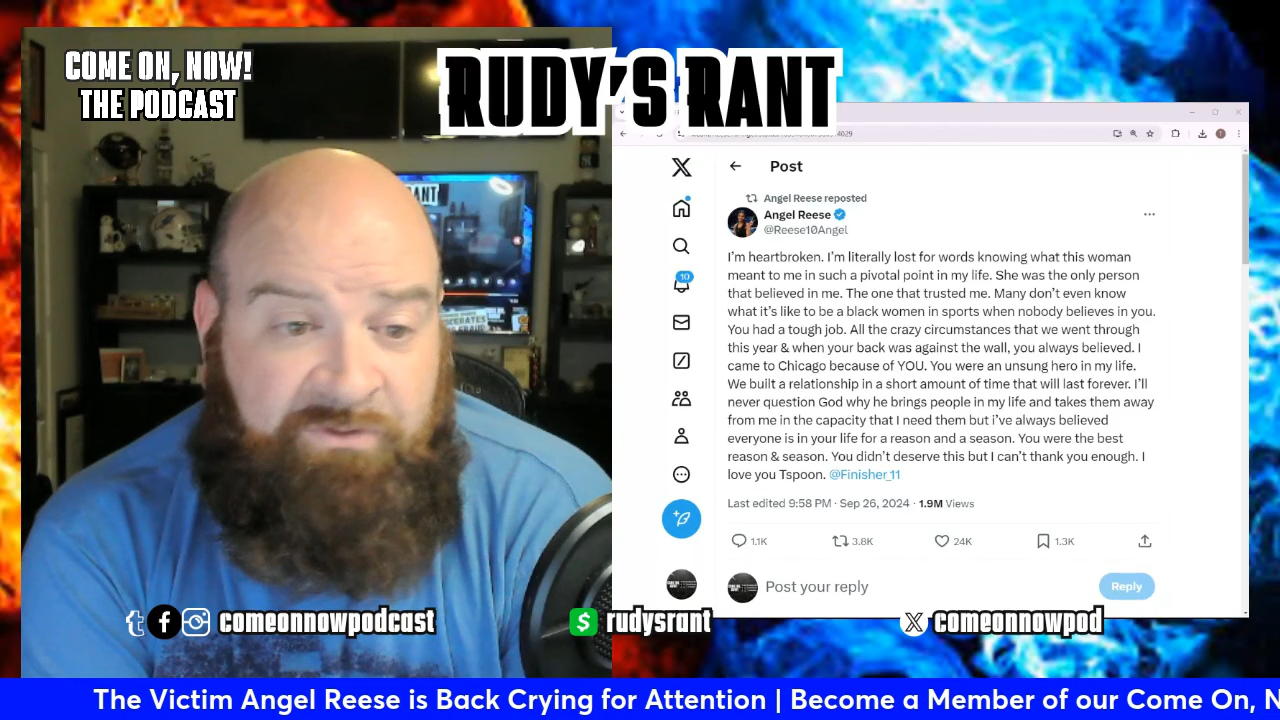 COME ON, NOW!
THE PODCAST
RUDY'S RANT
Post
Angel Reese reposted
Angel Reese
@Reese10Angel
I'm heartbroken. I'm literally lost for words knowing what this woman
meant to me in such a pivotal point in my life. She was the only person
that believed in me. The one that trusted me. Many don't even know
what it's like to be a black women in sports when nobody believes in you.
You had a tough job. All the crazy circumstances that we went through
this year & when your back was against the wall, you always believed. I
came to Chicago because of YOU. You were an unsung hero in my life.
We built a relationship in a short amount of time that will last forever. I'll
never question God why he brings people in my life and takes them away
from me in the capacity that I need them but i've always believed
everyone is in your life for a reason and a season. You were the best
reason & season. You didn't deserve this but I can't thank you enough. I
love you Tspoon. @Finisher_11
Last edited 9:58 PM · Sep 26, 2024 · 1.9M Views
1.1K 3.8K 24K 1.3K
10
Post your reply
Reply
comeonnowpodcast
rudysrant
comeonnowpod
The Victim Angel Reese is Back Crying for Attention | Become a Member of our Come On, N